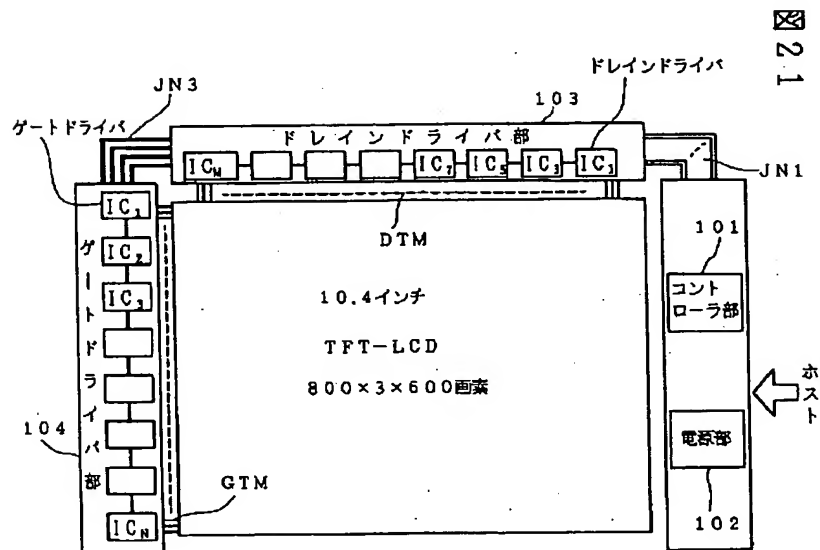 図21
ドレインドライバ
JN3
103
ゲートドライバ
ドレインドライバ部
IC_M
IC_7
IC_5
IC_3
IC_1
JN1
IC_1
IC_2
IC_3
DTM
101
コント
ローラ部
10.4インチ
TFT-LCD
800×3×600画素
ゲートドライバ部
ホスト
104
電源部
GTM
IC_N
102